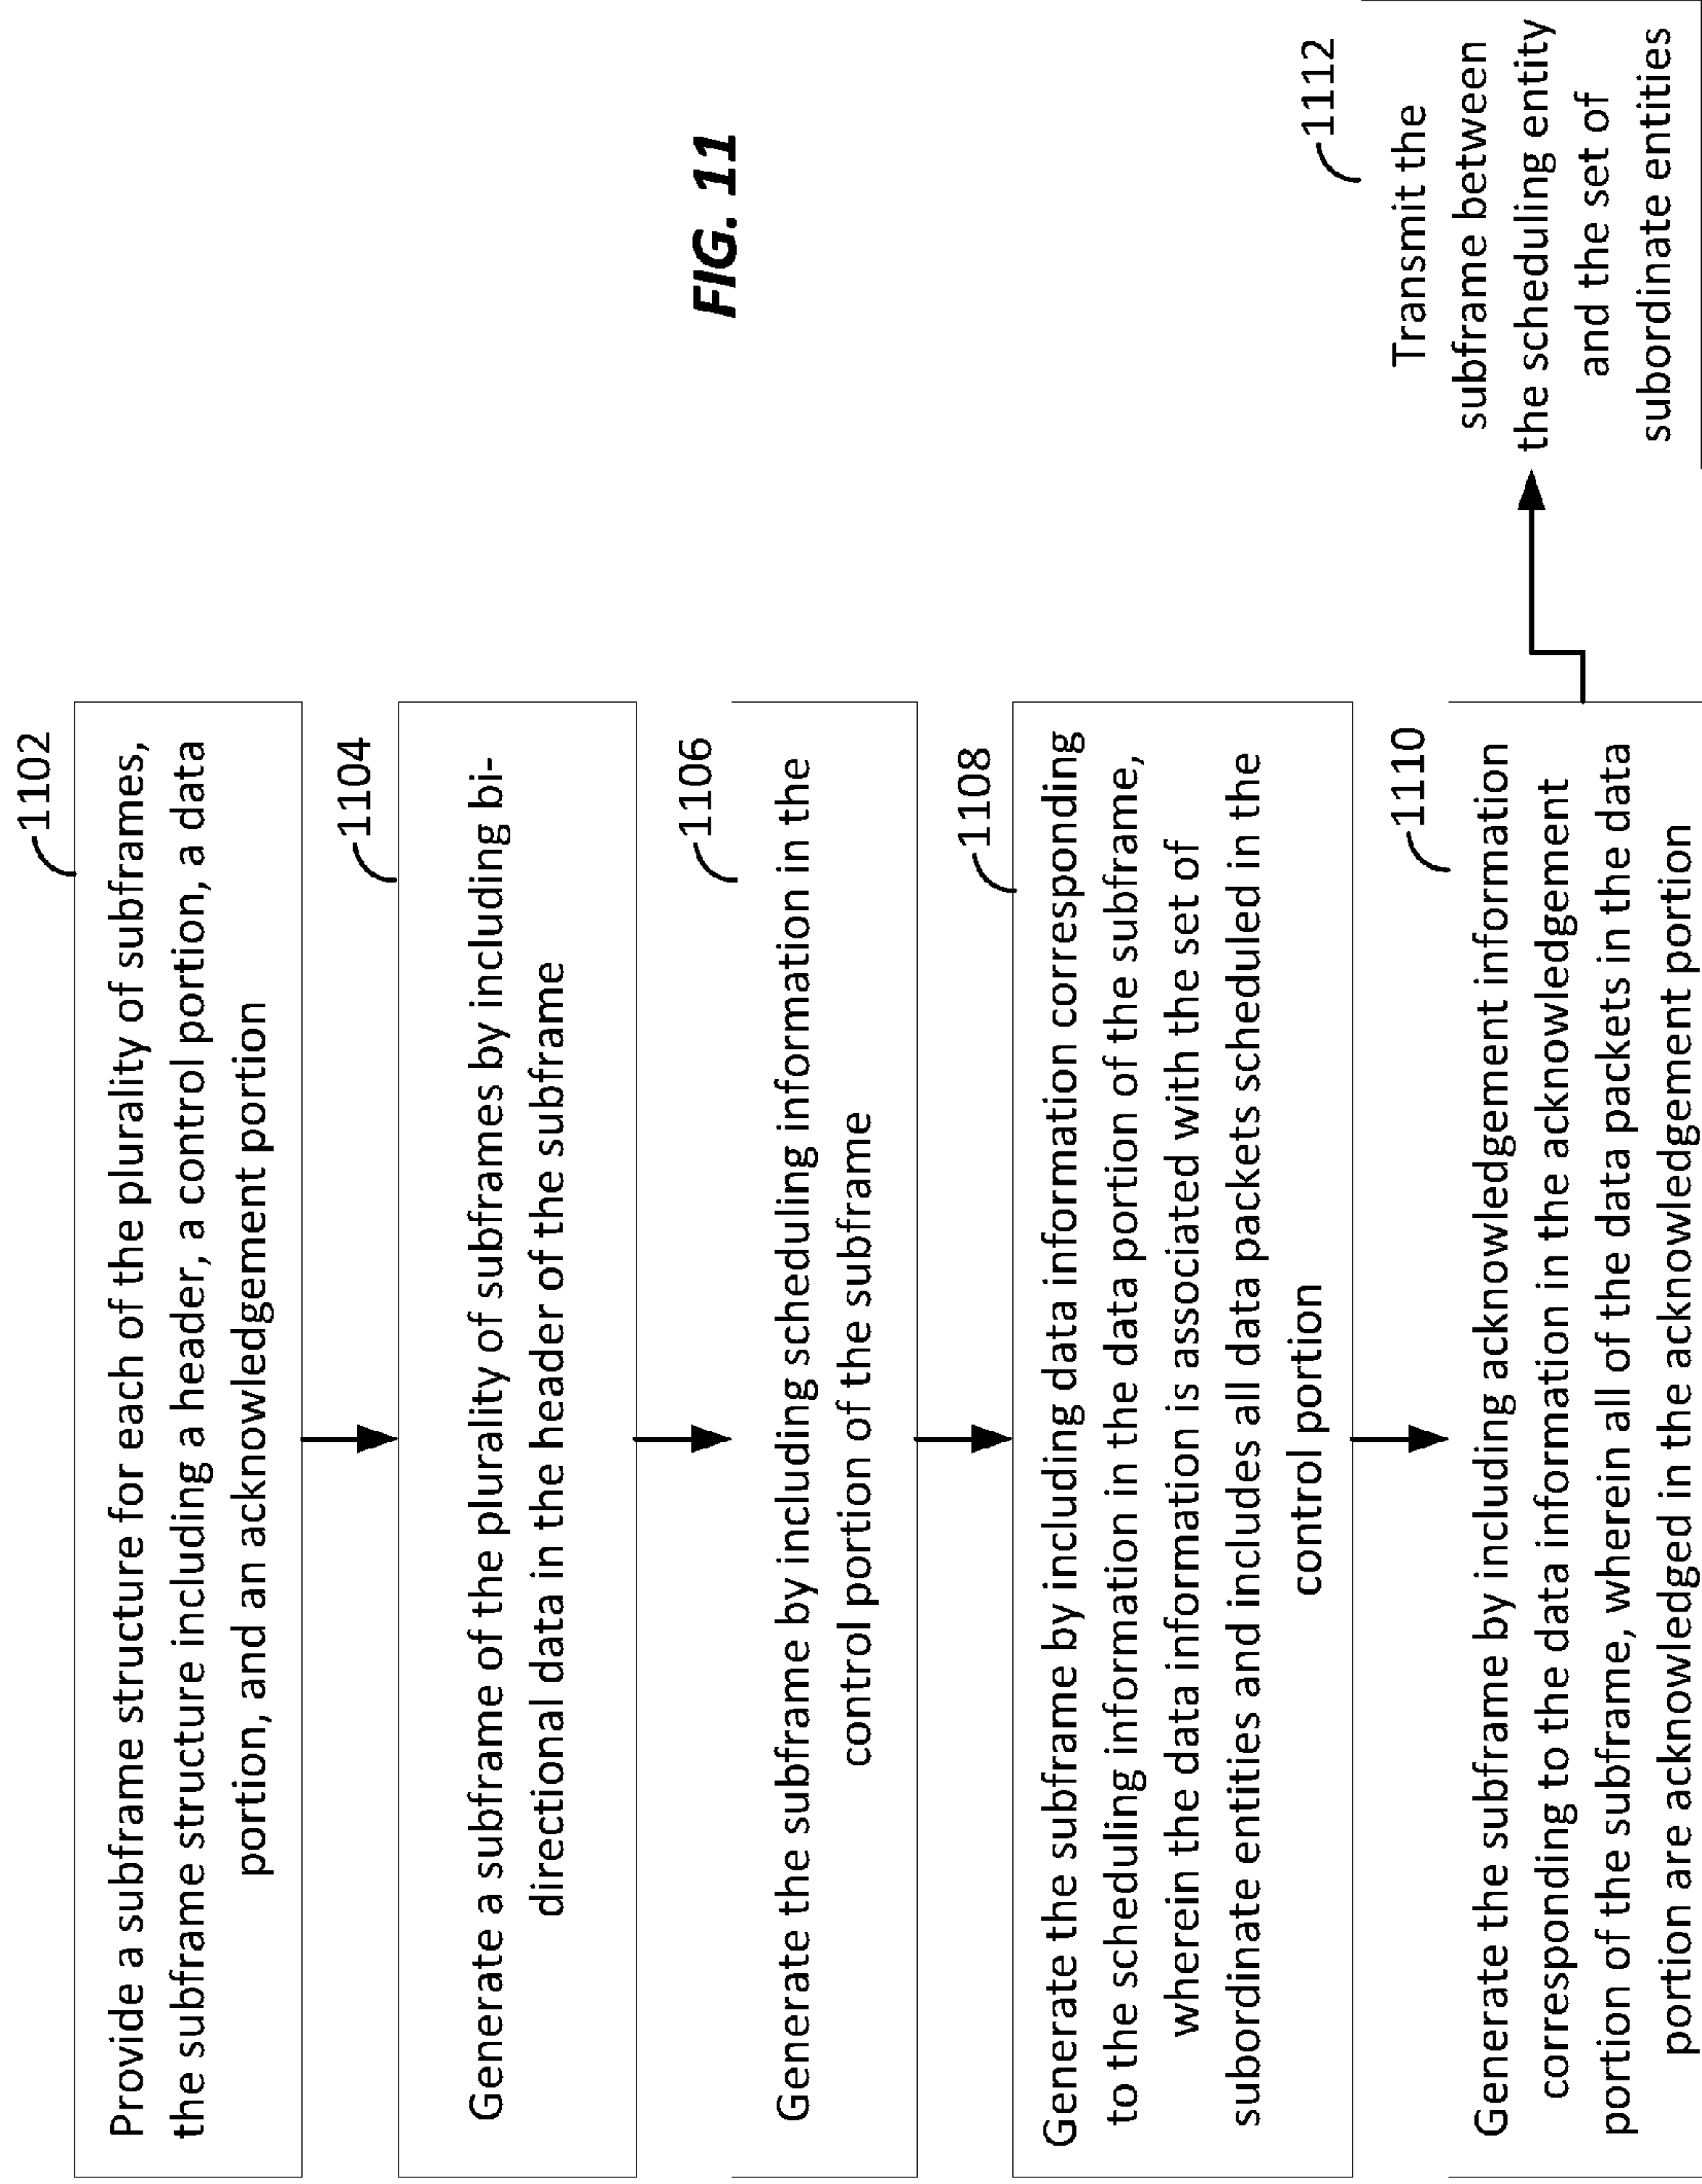 1102
Provide a subframe structure for each of the plurality of subframes,
the subframe structure including a header, a control portion, a data
portion, and an acknowledgement portion
1104
Generate a subframe of the plurality of subframes by including bi-
directional data in the header of the subframe
1106
Generate the subframe by including scheduling information in the
control portion of the subframe
1108
Generate the subframe by including data information corresponding
to the scheduling information in the data portion of the subframe,
wherein the data information is associated with the set of
subordinate entities and includes all data packets scheduled in the
control portion
1110
Generate the subframe by including acknowledgement information
corresponding to the data information in the acknowledgement
portion of the subframe, wherein all of the data packets in the data
portion are acknowledged in the acknowledgement portion
1112
Transmit the
subframe between
the scheduling entity
and the set of
subordinate entities
FIG. 11